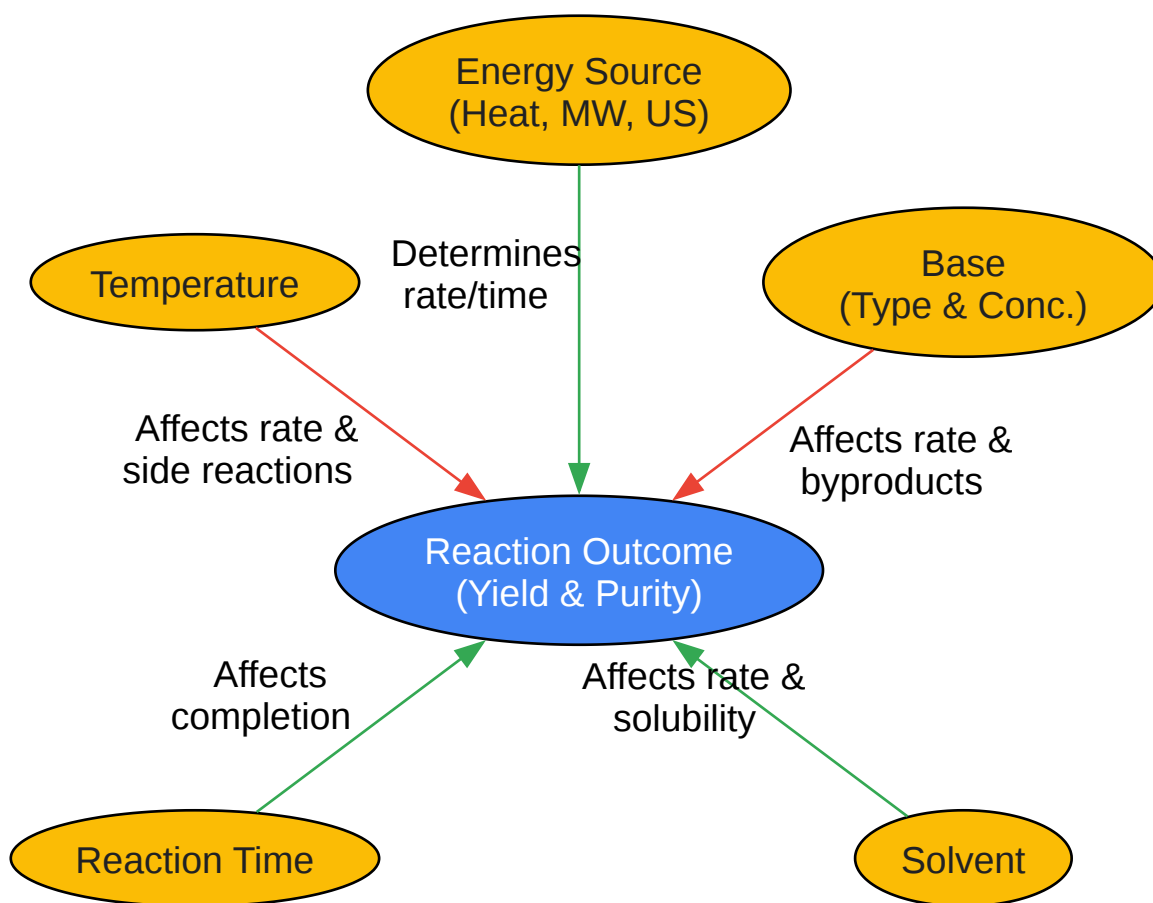 Energy Source
(Heat, MW, US)
Determines
rate/time
Temperature
Base
(Type & Conc.)
Affects rate &
side reactions
Affects rate &
byproducts
Reaction Outcome
(Yield & Purity)
Affects
completion
Affects rate &
solubility
Reaction Time
Solvent